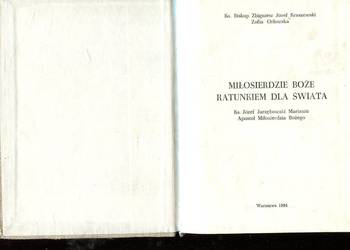 Ks. Biskup Zbigniew Józef Kraszewski
Zofia Orłowska
MIŁOSIERDZIE BOŻE
RATUNKIEM DLA ŚWIATA
Ks. Józef Jarzębowski Marianin
Apostoł Miłosierdzia Bożego
Warszawa 1984